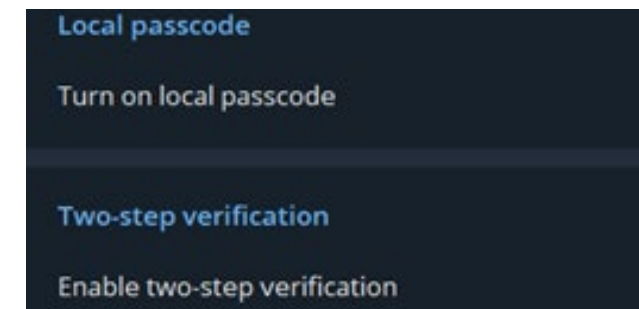 Local passcode
Turn on local passcode
Two-step verification
Enable two-step verification